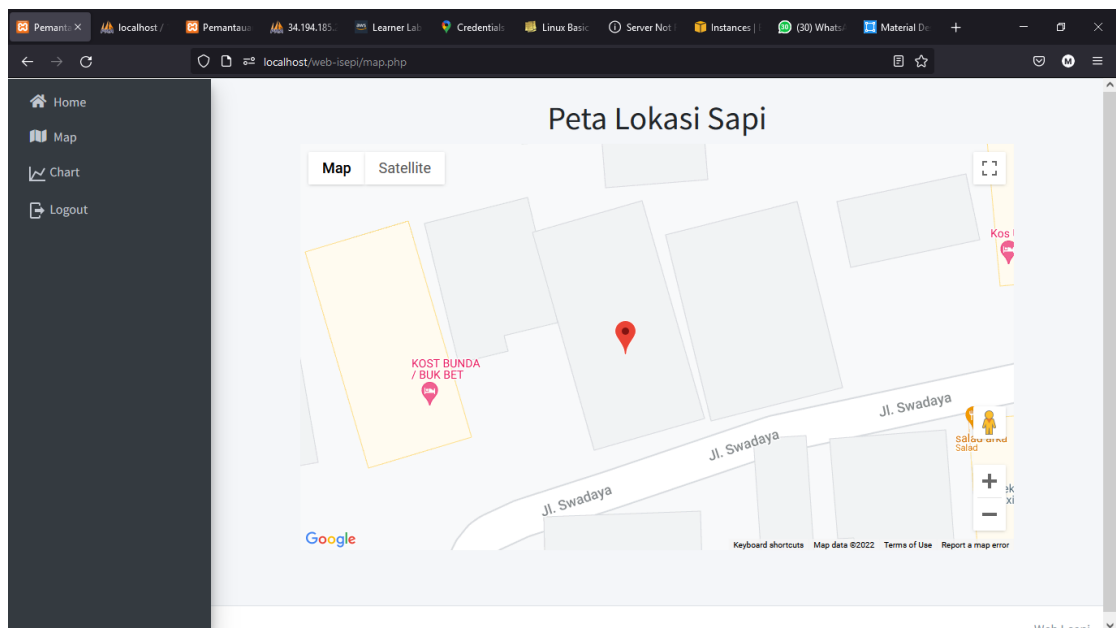 Pemanta
localhost /
Pemantaua
34.194.185.
Learner Lab
Credentials
Linux Basic
Server Not
Instances |
(30) Whats
Material De
localhost/web-isepi/map.php
Home
Map
Chart
Logout
Peta Lokasi Sapi
Map
Satellite
Kos
KOST BUNDA
/ BUK BET
Jl. Swadaya
Jl. Swadaya
Jl. Swadaya
salad arka
Salad
Google
Keyboard shortcuts
Map data ©2022
Terms of Use
Report a map error